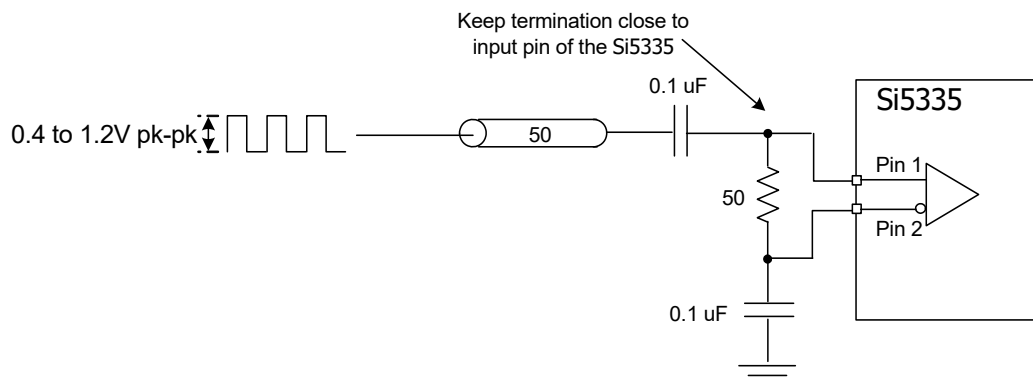 Keep termination close to
input pin of the Si5335
0.1 uF
Si5335
0.4 to 1.2V pk-pk
50
Pin 1
50
Pin 2
0.1 uF